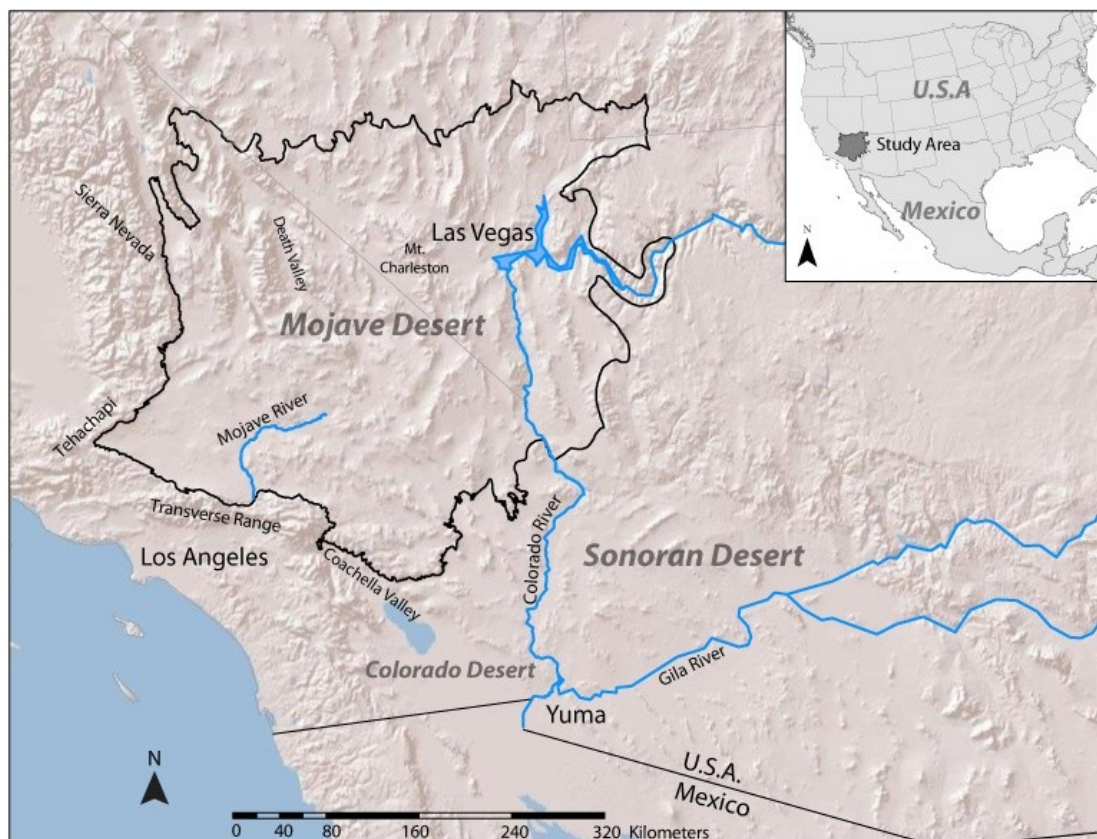 U.S.A
Study Area
Mexico
N
Sierra Nevada
Death Valley
Las Vegas
Mt.
Charleston
Mojave Desert
Tehachapi
Mojave River
Transverse Range
Los Angeles
Coachella Valley
Colorado River
Sonoran Desert
Colorado Desert
Gila River
Yuma
U.S.A.
Mexico
N
0 40 80 160 240 320 Kilometers